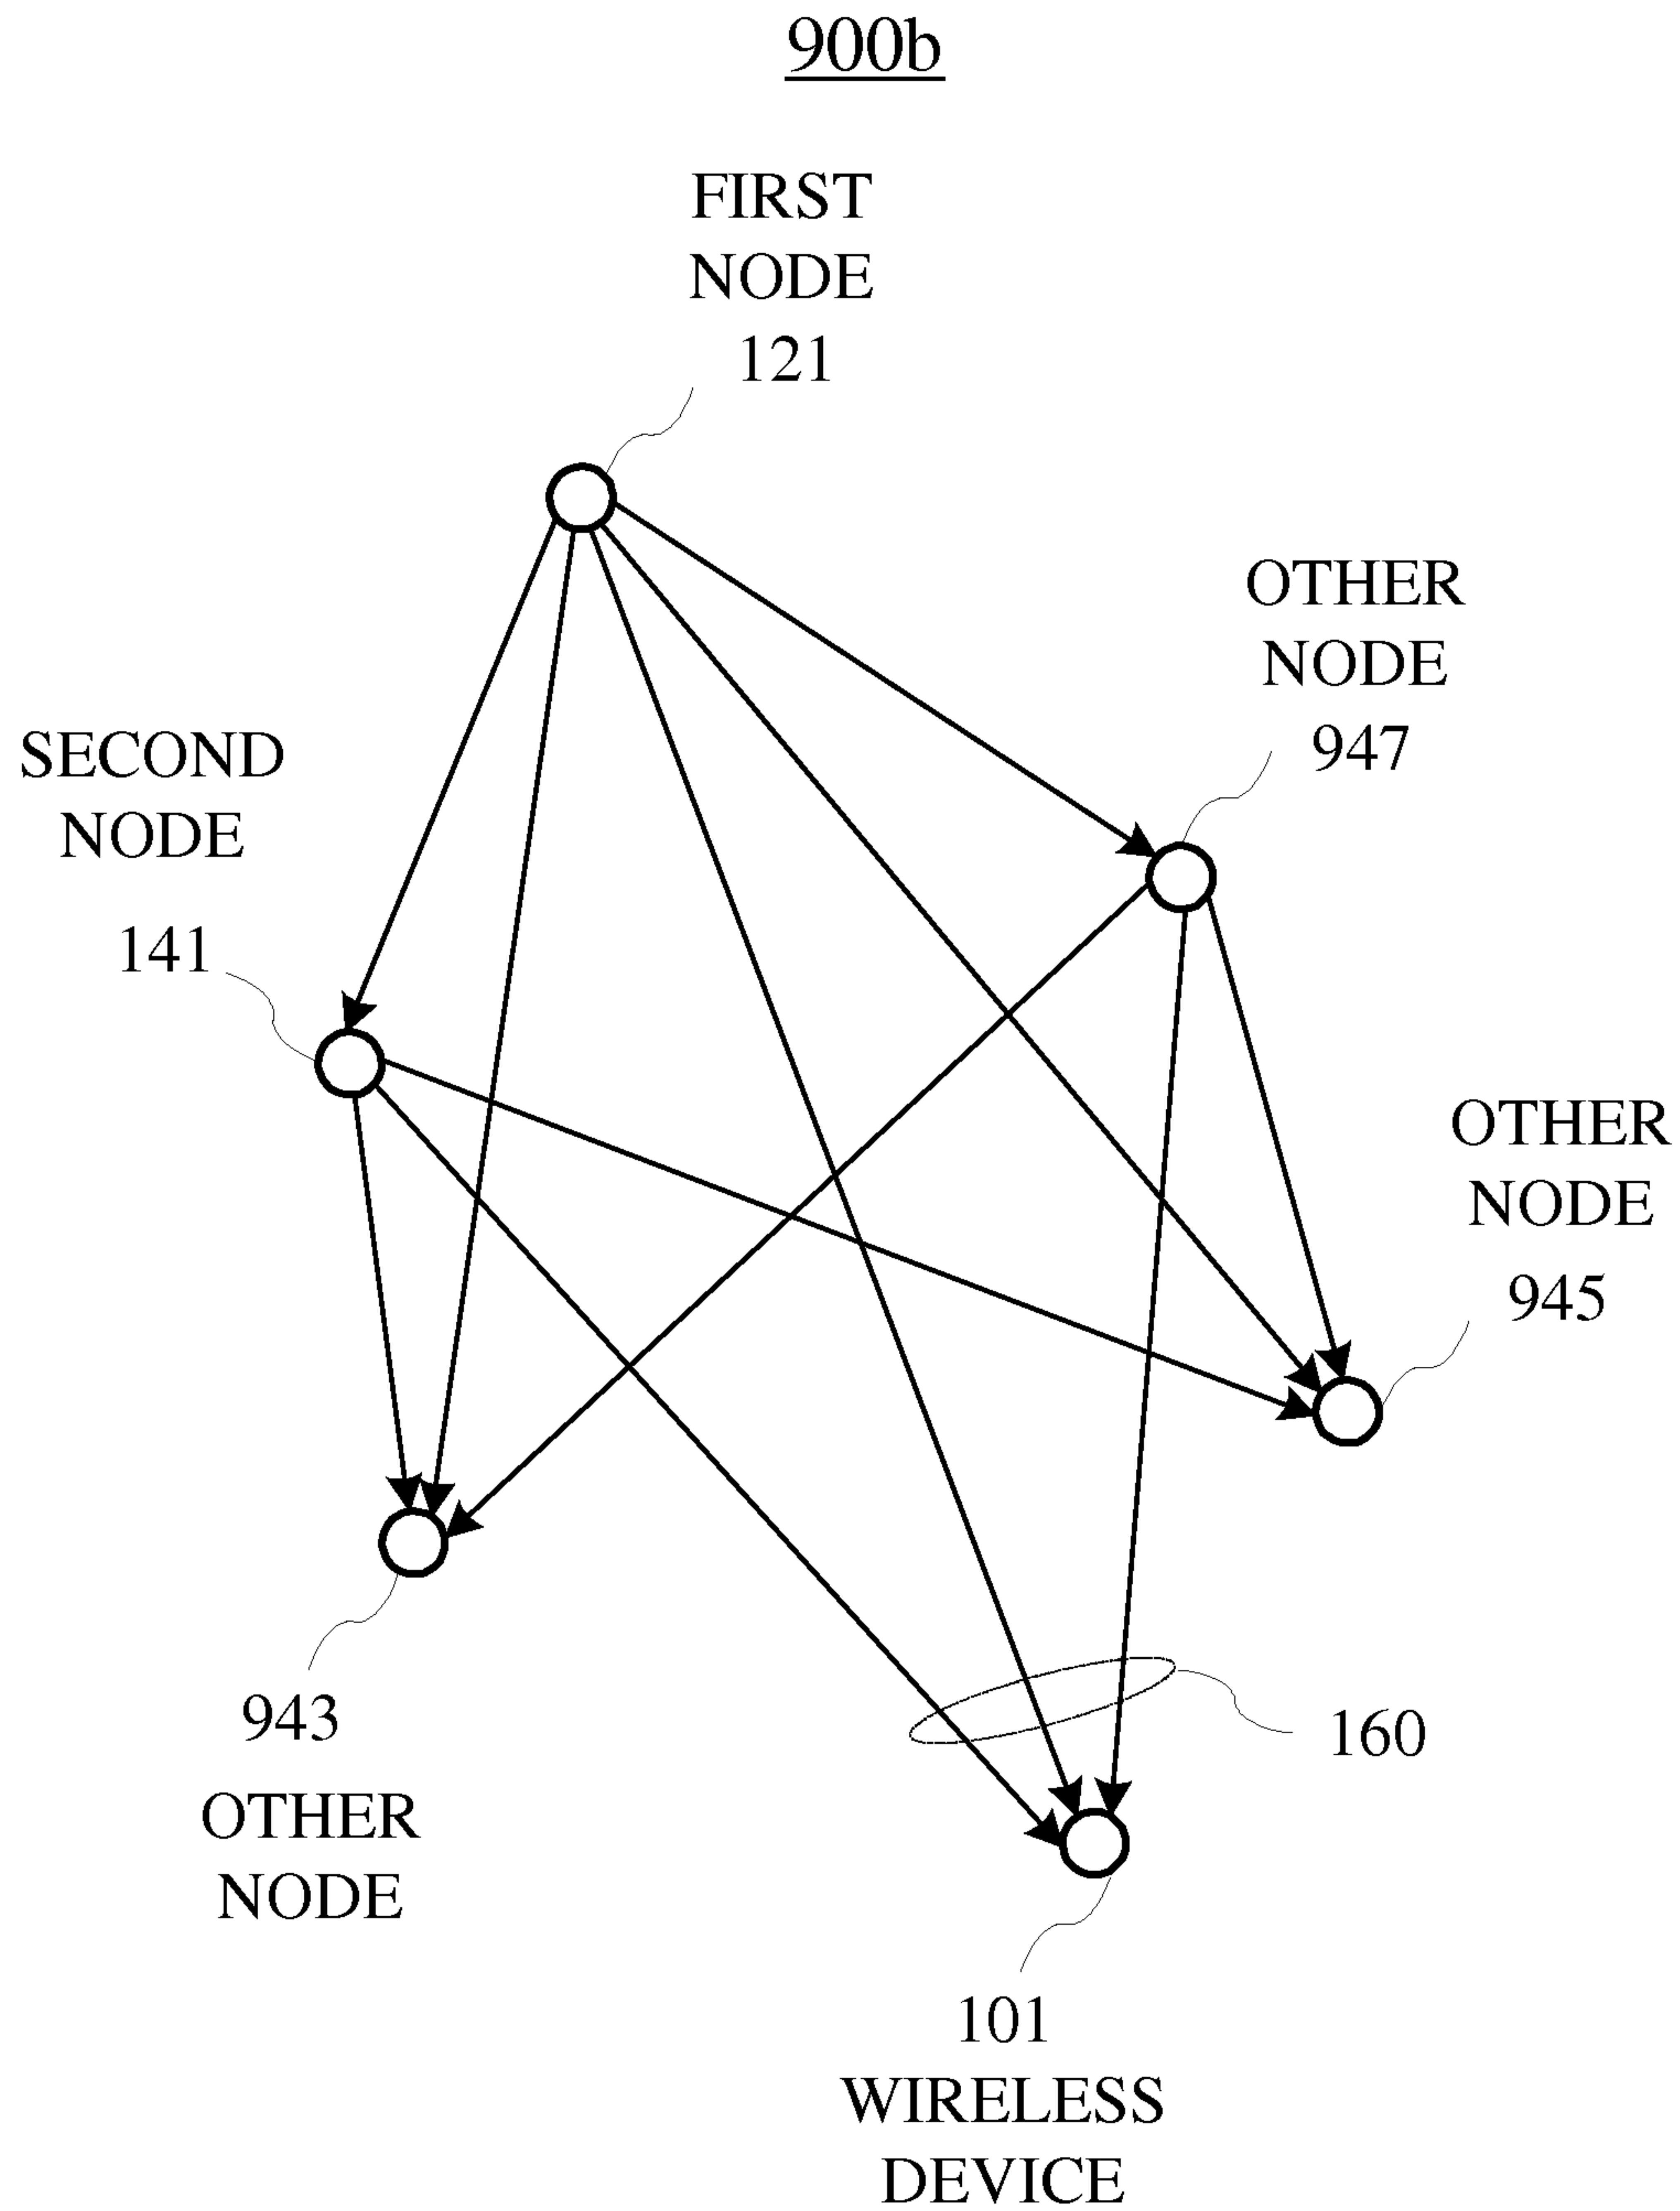 900b
FIRST
NODE
121
OTHER
NODE
947
SECOND
NODE
141
OTHER
NODE
945
943
OTHER
NODE
160
101
WIRELESS
DEVICE